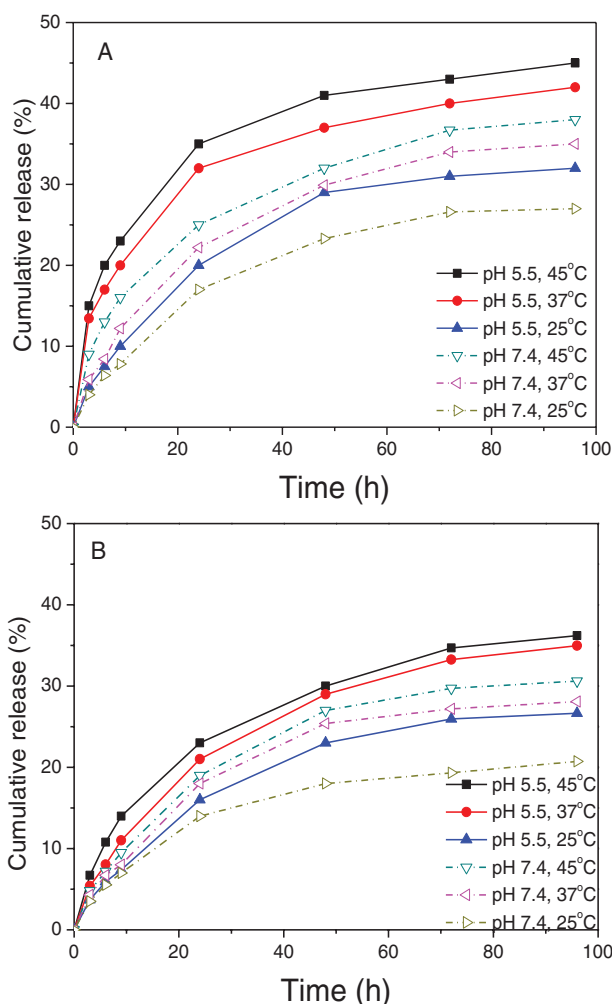 A
50
40
30
20
10
0
Cumulative release (%)
pH 5.5, 45°C
pH 5.5, 37°C
pH 5.5, 25°C
pH 7.4, 45°C
pH 7.4, 37°C
pH 7.4, 25°C
0 20 40 60 80 100
Time (h)
B
50
40
30
20
10
0
Cumulative release (%)
pH 5.5, 45°C
pH 5.5, 37°C
pH 5.5, 25°C
pH 7.4, 45°C
pH 7.4, 37°C
pH 7.4, 25°C
0 20 40 60 80 100
Time (h)